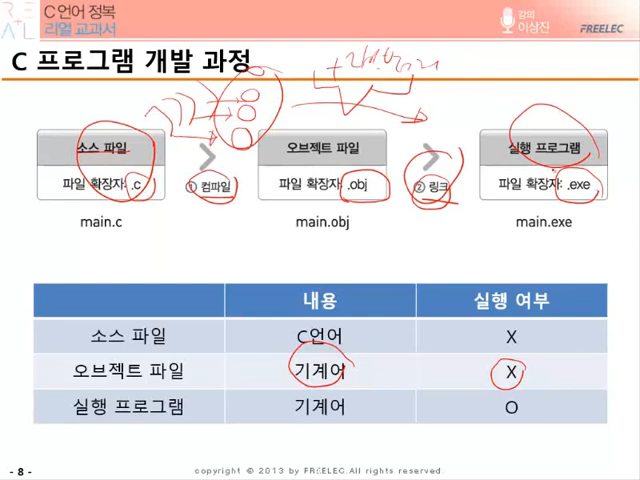 REAL
C 언어 정복
리얼 교과서
강의
이상진
FREELEC
C 프로그램 개발 과정
소스 파일
오브젝트 파일
실행 프로그램
파일 확장자: .c
① 컴파일
파일 확장자: .obj
② 링크
파일 확장자: .exe
main.c
main.obj
main.exe
내용
실행 여부
소스 파일
C언어
X
오브젝트 파일
기계어
X
실행 프로그램
기계어
O
- 8 -
copyright © 2013 by FREELEC.All rights reserved.